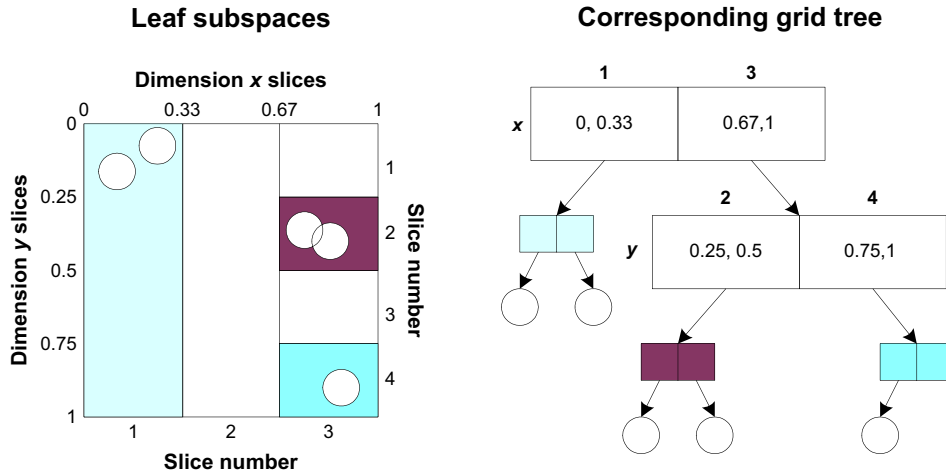 Leaf subspaces
Dimension x slices
0 0.33 0.67 1
0
0.25
0.5
0.75
1
Dimension y slices
1
2
3
4
Slice number
1 2 3
Slice number
Corresponding grid tree
1 3
x 0, 0.33 0.67,1
2 4
y 0.25, 0.5 0.75,1